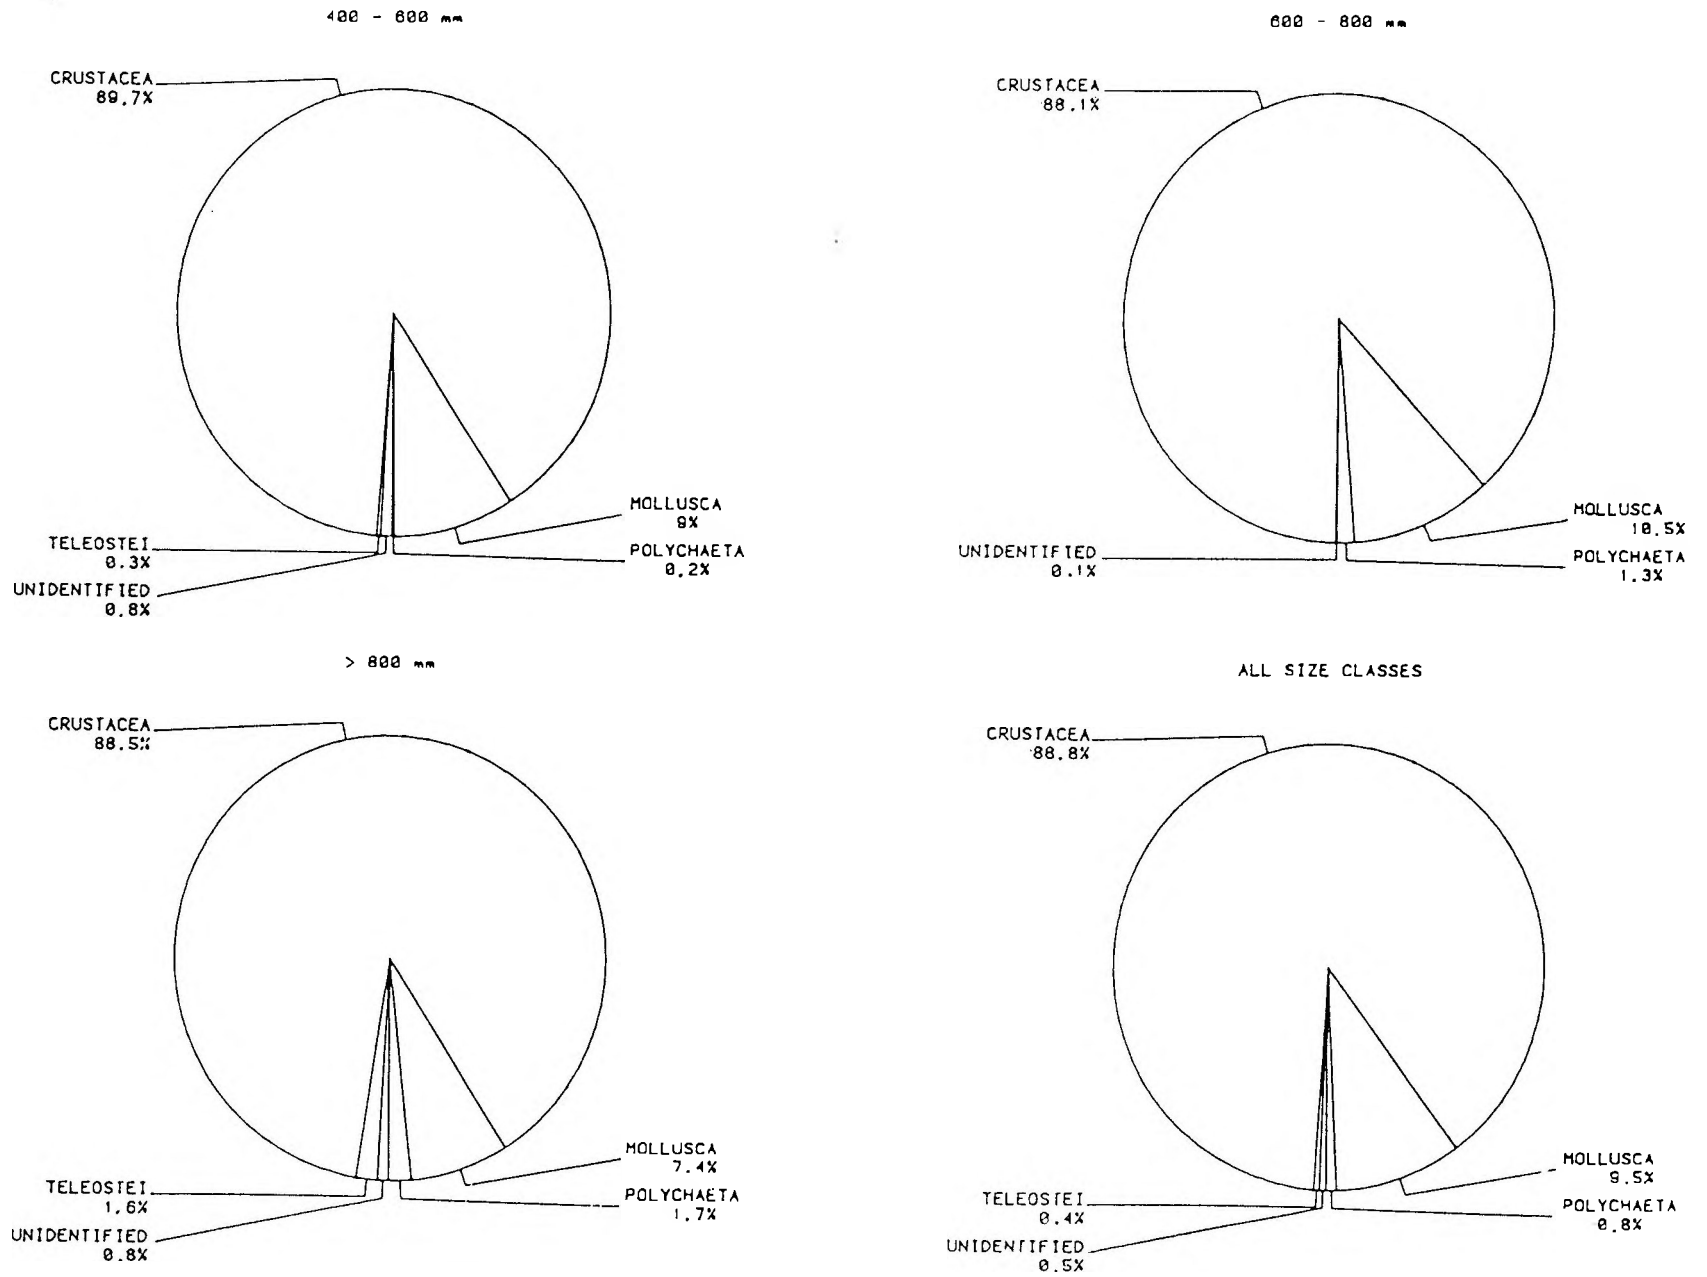 400 - 600 mm
CRUSTACEA
89.7%
MOLLUSCA
9%
TELEOSTEI
0.3%
POLYCHAETA
0.2%
UNIDENTIFIED
0.8%
600 - 800 mm
CRUSTACEA
88.1%
MOLLUSCA
10.5%
UNIDENTIFIED
0.1%
POLYCHAETA
1.3%
> 800 mm
CRUSTACEA
88.5%
MOLLUSCA
7.4%
TELEOSTEI
1.6%
POLYCHAETA
1.7%
UNIDENTIFIED
0.8%
ALL SIZE CLASSES
CRUSTACEA
88.8%
MOLLUSCA
9.5%
TELEOSTEI
0.4%
POLYCHAETA
0.8%
UNIDENTIFIED
0.5%